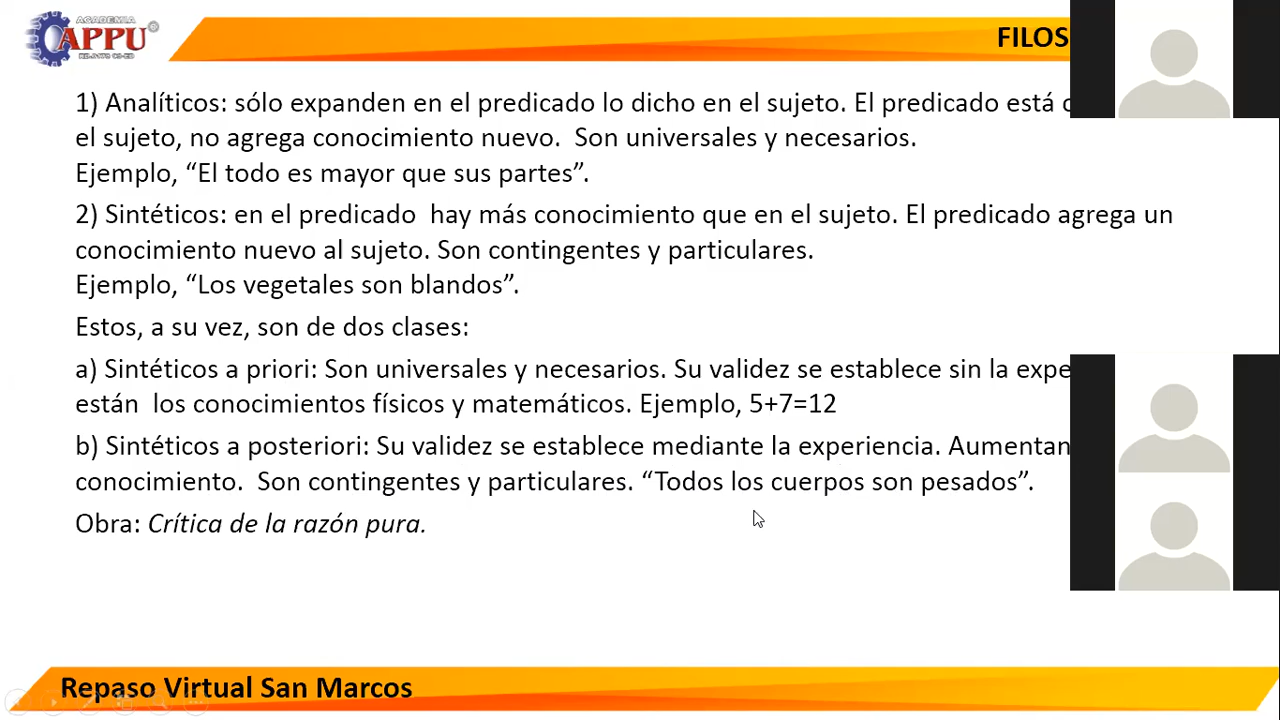 ACADEMIA
APPU
FILOS
1) Analíticos: sólo expanden en el predicado lo dicho en el sujeto. El predicado está
el sujeto, no agrega conocimiento nuevo. Son universales y necesarios.
Ejemplo, “El todo es mayor que sus partes”.
2) Sintéticos: en el predicado hay más conocimiento que en el sujeto. El predicado agrega un
conocimiento nuevo al sujeto. Son contingentes y particulares.
Ejemplo, “Los vegetales son blandos”.
Estos, a su vez, son de dos clases:
a) Sintéticos a priori: Son universales y necesarios. Su validez se establece sin la expe
están los conocimientos físicos y matemáticos. Ejemplo, 5+7=12
b) Sintéticos a posteriori: Su validez se establece mediante la experiencia. Aumentan
conocimiento. Son contingentes y particulares. “Todos los cuerpos son pesados”.
Obra: Crítica de la razón pura.
Repaso Virtual San Marcos